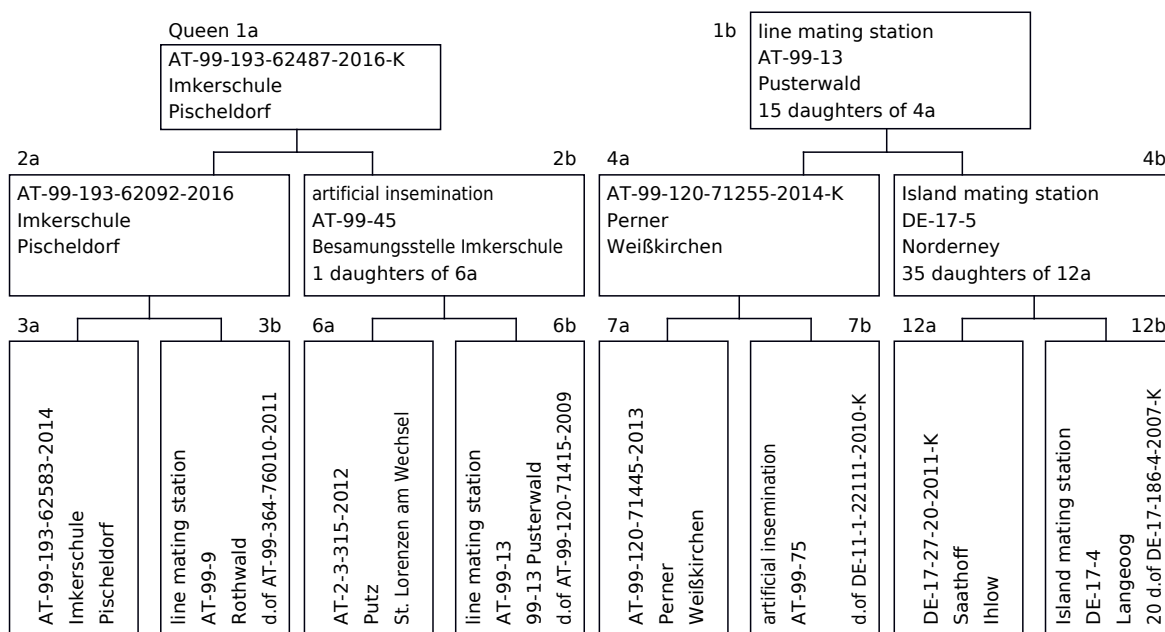 Queen 1a
AT-99-193-62487-2016-K
Imkerschule
Pischeldorf
1b
line mating station
AT-99-13
Pusterwald
15 daughters of 4a
2a
AT-99-193-62092-2016
Imkerschule
Pischeldorf
2b
artificial insemination
AT-99-45
Besamungsstelle Imkerschule
1 daughters of 6a
4a
AT-99-120-71255-2014-K
Perner
Weißkirchen
4b
Island mating station
DE-17-5
Norderney
35 daughters of 12a
3a
AT-99-193-62583-2014
Imkerschule
Pischeldorf
3b
line mating station
AT-99-9
Rothwald
d.of AT-99-364-76010-2011
6a
AT-2-3-315-2012
Putz
St. Lorenzen am Wechsel
6b
line mating station
AT-99-13
99-13 Pusterwald
d.of AT-99-120-71415-2009
7a
AT-99-120-71445-2013
Perner
Weißkirchen
7b
artificial insemination
AT-99-75
d.of DE-11-1-22111-2010-K
12a
DE-17-27-20-2011-K
Saathoff
Ihlow
12b
Island mating station
DE-17-4
Langeoog
20 d.of DE-17-186-4-2007-K